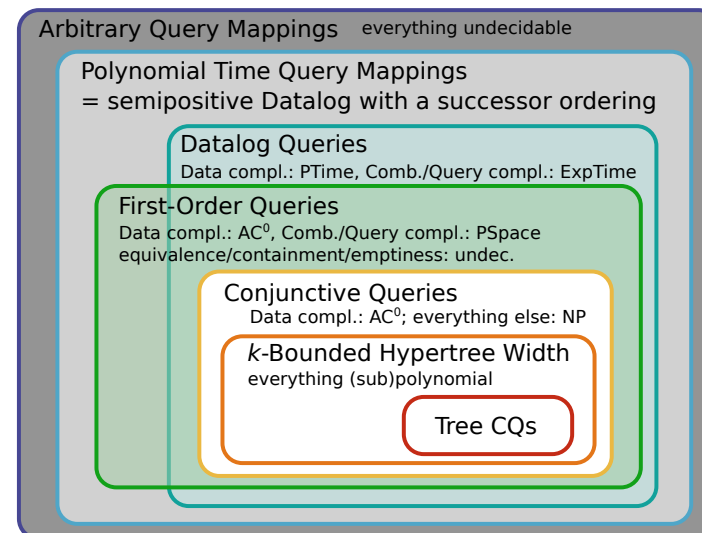 Arbitrary Query Mappings everything undecidable
Polynomial Time Query Mappings
= semipositive Datalog with a successor ordering
Datalog Queries
Data compl.: PTime, Comb./Query compl.: ExpTime
First-Order Queries
Data compl.: AC⁰, Comb./Query compl.: PSpace
equivalence/containment/emptiness: undec.
Conjunctive Queries
Data compl.: AC⁰; everything else: NP
k-Bounded Hypertree Width
everything (sub)polynomial
Tree CQs